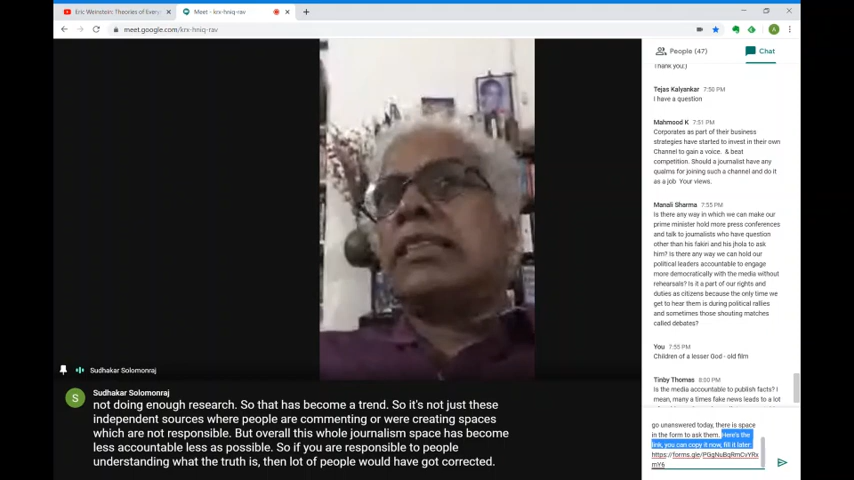 Eric Weinstein: Theories of Every
Meet - krx-hniq-rav
meet.google.com/krx-hniq-rav
People (47)
Chat
Thank you:)
Tejas Kalyankar 7:50 PM
I have a question
Mahmood K 7:51 PM
Corporates as part of their business
strategies have started to invest in their own
Channel to gain a voice. & beat
competition. Should a journalist have any
qualms for joining such a channel and do it
as a job Your views.
Manali Sharma 7:55 PM
Is there any way in which we can make our
prime minister hold more press conferences
and talk to journalists who have question
other than his fakiri and his jhola to ask
him? Is there any way we can hold our
political leaders accountable to engage
more democratically with the media without
rehearsals? Is it a part of our rights and
duties as citizens because the only time we
get to hear them is during political rallies
and sometimes those shouting matches
called debates?
You 7:55 PM
Children of a lesser God - old film
Tinby Thomas 8:00 PM
Is the media accountable to publish facts? I
mean, many a times fake news leads to a lot
go unanswered today, there is space
in the form to ask them. Here's the
link, you can copy it now, fill it later:
https://forms.gle/PGgNuBqRmCvYRx
mY6
Sudhakar Solomonraj
S
Sudhakar Solomonraj
not doing enough research. So that has become a trend. So it's not just these
independent sources where people are commenting or were creating spaces
which are not responsible. But overall this whole journalism space has become
less accountable less as possible. So if you are responsible to people
understanding what the truth is, then lot of people would have got corrected.